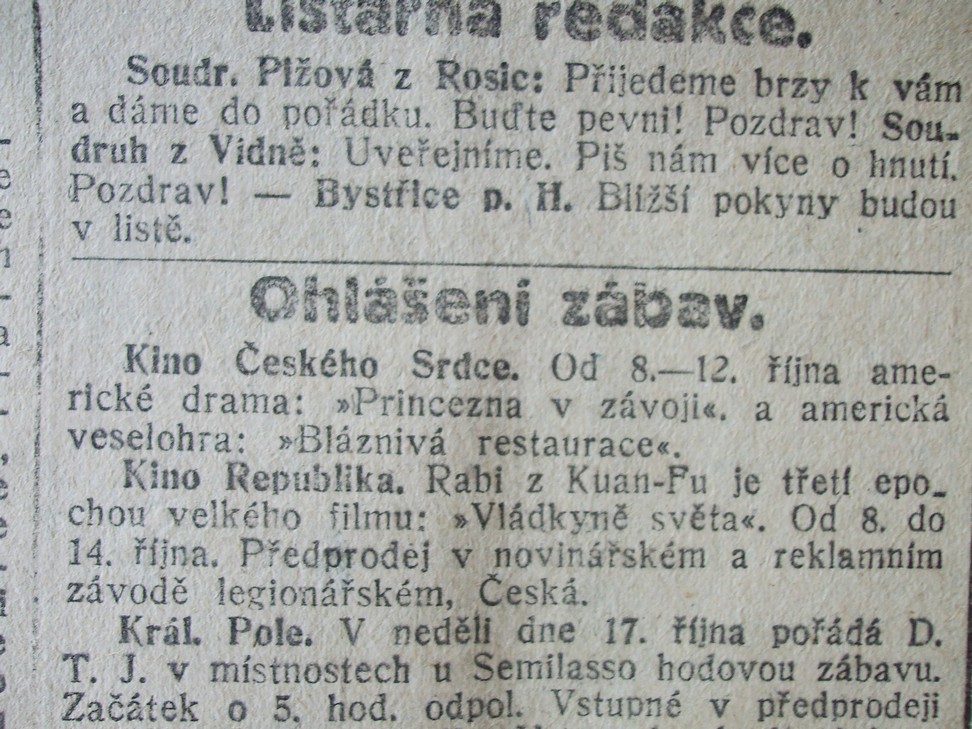 Listárna redakce.
Soudr. Plžová z Rosic: Přijedeme brzy k vám
a dáme do pořádku. Buďte pevni! Pozdrav! Sou-
druh z Vidně: Uveřejníme. Piš nám více o hnutí.
Pozdrav! — Bystřice p. H. Bližší pokyny budou
v listě.
Ohlášení zábav.
Kino Českého Srdce. Od 8.—12. října ame-
rické drama: »Princezna v závoji«. a americká
veselohra: »Bláznivá restaurace«.
Kino Republika. Rabi z Kuan-Fu je třetí epo-
chou velkého filmu: »Vládkyně světa«. Od 8. do
14. října. Předprodej v novinářském a reklamním
závodě legionářském, Česká.
Král. Pole. V neděli dne 17. října pořádá D.
T. J. v místnostech u Semilasso hodovou zábavu.
Začátek o 5. hod. odpol. Vstupné v předprodeji